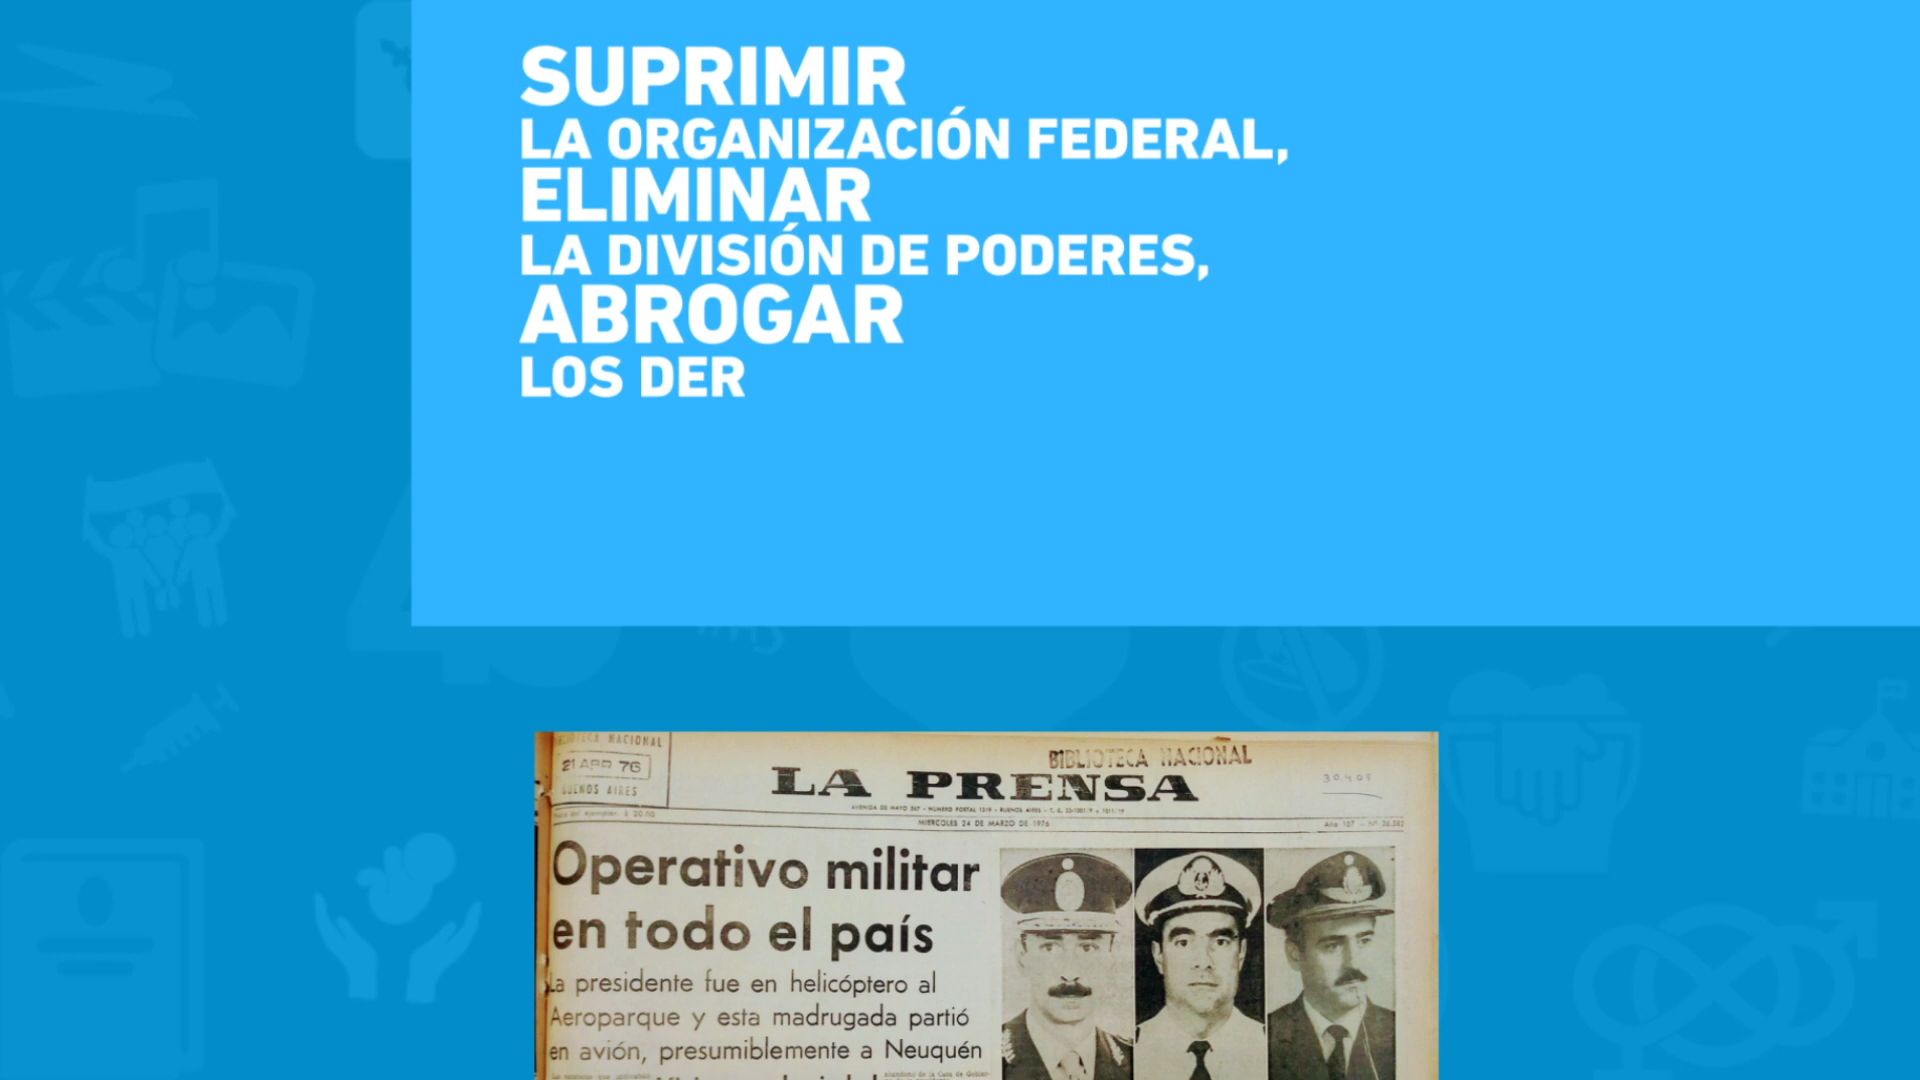 SUPRIMIR
LA ORGANIZACIÓN FEDERAL,
ELIMINAR
LA DIVISIÓN DE PODERES,
ABROGAR
LOS DER
NACIONAL
21 APR 76
BUENOS AIRES
BIBLIOTECA NACIONAL
LA PRENSA
MIERCOLES 24 DE MARZO DE 1976
Operativo militar
en todo el país
La presidente fue en helicóptero al
Aeroparque y esta madrugada partió
en avión, presumiblemente a Neuquén